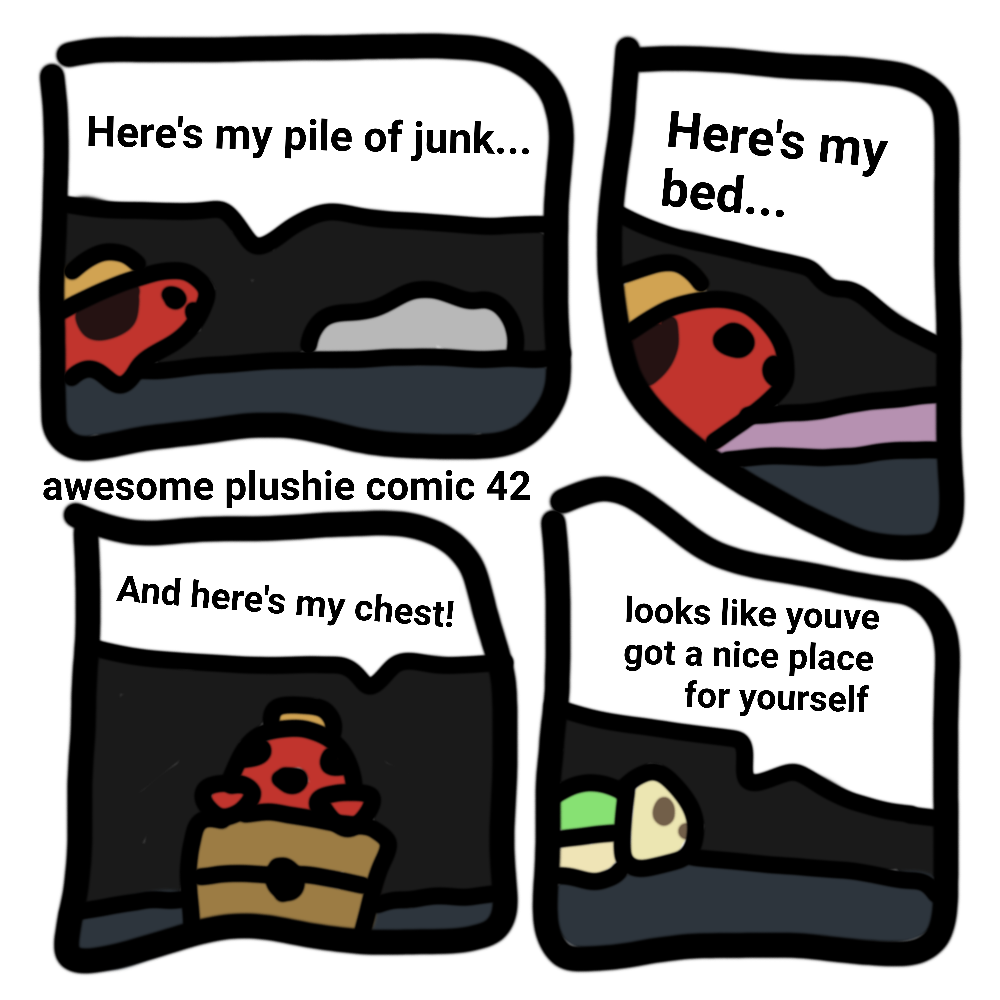 Here's my pile of junk...
Here's my
bed...
awesome plushie comic 42
And here's my chest!
looks like youve
got a nice place
for yourself